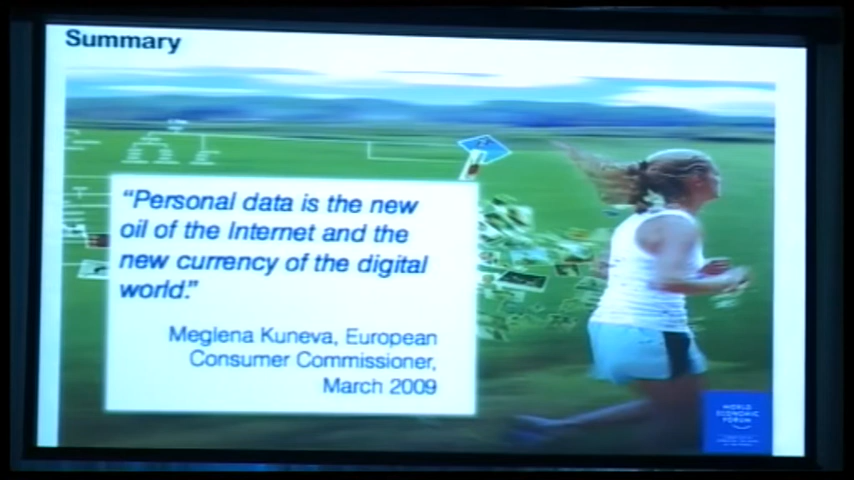 Summary
“Personal data is the new
oil of the Internet and the
new currency of the digital
world.”
Meglena Kuneva, European
Consumer Commissioner,
March 2009
WORLD
ECONOMIC
FORUM